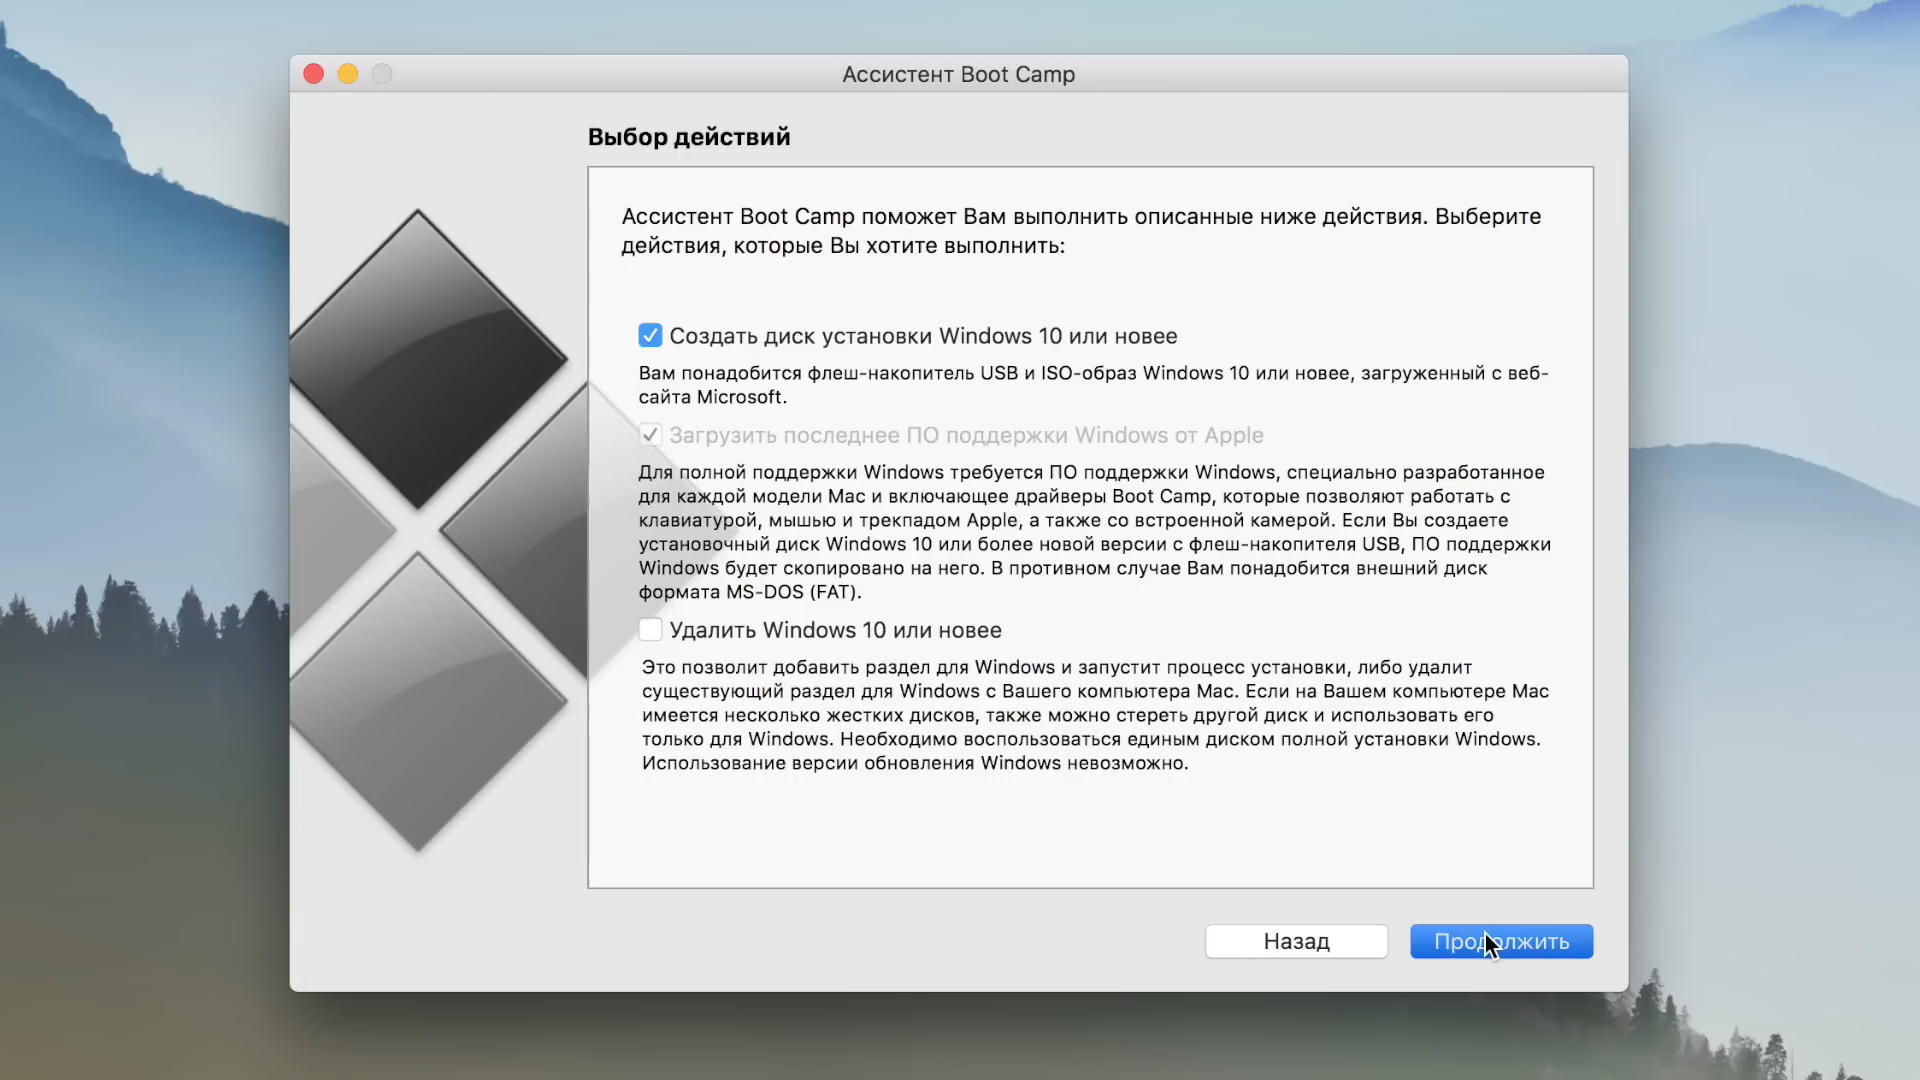 Ассистент Boot Camp
Выбор действий
Ассистент Boot Camp поможет Вам выполнить описанные ниже действия. Выберите
действия, которые Вы хотите выполнить:
Создать диск установки Windows 10 или новее
Вам понадобится флеш-накопитель USB и ISO-образ Windows 10 или новее, загруженный с веб-
сайта Microsoft.
Загрузить последнее ПО поддержки Windows от Apple
Для полной поддержки Windows требуется ПО поддержки Windows, специально разработанное
для каждой модели Mac и включающее драйверы Boot Camp, которые позволяют работать с
клавиатурой, мышью и трекпадом Apple, а также со встроенной камерой. Если Вы создаете
установочный диск Windows 10 или более новой версии с флеш-накопителя USB, ПО поддержки
Windows будет скопировано на него. В противном случае Вам понадобится внешний диск
формата MS-DOS (FAT).
Удалить Windows 10 или новее
Это позволит добавить раздел для Windows и запустит процесс установки, либо удалит
существующий раздел для Windows с Вашего компьютера Mac. Если на Вашем компьютере Mac
имеется несколько жестких дисков, также можно стереть другой диск и использовать его
только для Windows. Необходимо воспользоваться единым диском полной установки Windows.
Использование версии обновления Windows невозможно.
Назад
Продолжить